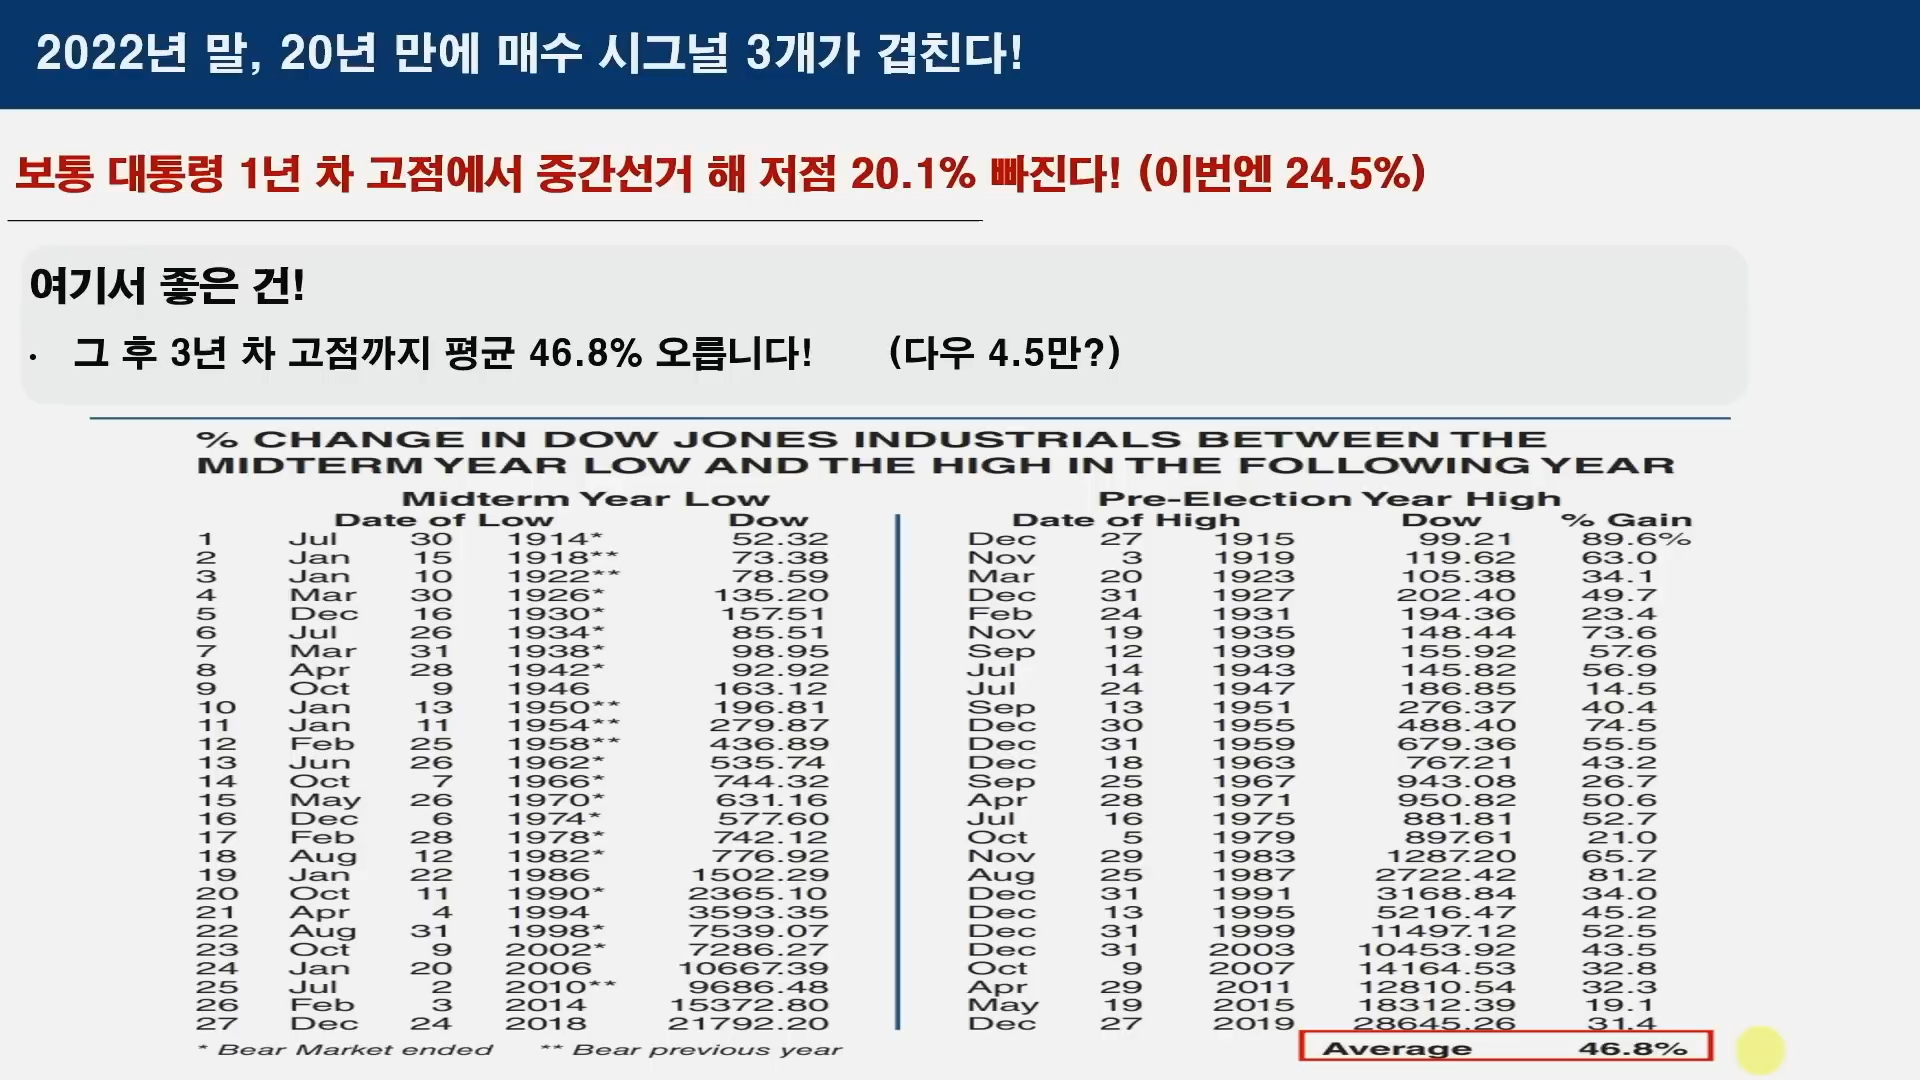 2022년 말, 20년 만에 매수 시그널 3개가 겹친다!
보통 대통령 1년 차 고점에서 중간선거 해 저점 20.1% 빠진다! (이번엔 24.5%)
여기서 좋은 건!
· 그 후 3년 차 고점까지 평균 46.8% 오릅니다! (다우 4.5만?)
% CHANGE IN DOW JONES INDUSTRIALS BETWEEN THE
MIDTERM YEAR LOW AND THE HIGH IN THE FOLLOWING YEAR
Midterm Year Low Pre-Election Year High
Date of Low Dow Date of High Dow % Gain
1 Jul 30 1914* 52.32 Dec 27 1915 99.21 89.6%
2 Jan 15 1918** 73.38 Nov 3 1919 119.62 63.0
3 Jan 10 1922** 78.59 Mar 20 1923 105.38 34.1
4 Mar 30 1926* 135.20 Dec 31 1927 202.40 49.7
5 Dec 16 1930* 157.51 Feb 24 1931 194.36 23.4
6 Jul 26 1934* 85.51 Nov 19 1935 148.44 73.6
7 Mar 31 1938* 98.95 Sep 12 1939 155.92 57.6
8 Apr 28 1942* 92.92 Jul 14 1943 145.82 56.9
9 Oct 9 1946 163.12 Jul 24 1947 186.85 14.5
10 Jan 13 1950** 196.81 Sep 13 1951 276.37 40.4
11 Jan 11 1954** 279.87 Dec 30 1955 488.40 74.5
12 Feb 25 1958** 436.89 Dec 31 1959 679.36 55.5
13 Jun 26 1962* 535.74 Dec 18 1963 767.21 43.2
14 Oct 7 1966* 744.32 Sep 25 1967 943.08 26.7
15 May 26 1970* 631.16 Apr 28 1971 950.82 50.6
16 Dec 6 1974* 577.60 Jul 16 1975 881.81 52.7
17 Feb 28 1978* 742.12 Oct 5 1979 897.61 21.0
18 Aug 12 1982* 776.92 Nov 29 1983 1287.20 65.7
19 Jan 22 1986 1502.29 Aug 25 1987 2722.42 81.2
20 Oct 11 1990* 2365.10 Dec 31 1991 3168.84 34.0
21 Apr 4 1994 3593.35 Dec 13 1995 5216.47 45.2
22 Aug 31 1998* 7539.07 Dec 31 1999 11497.12 52.5
23 Oct 9 2002* 7286.27 Dec 31 2003 10453.92 43.5
24 Jan 20 2006 10667.39 Oct 9 2007 14164.53 32.8
25 Jul 2 2010** 9686.48 Apr 29 2011 12810.54 32.3
26 Feb 3 2014 15372.80 May 19 2015 18312.39 19.1
27 Dec 24 2018 21792.20 Dec 27 2019 28645.26 31.4
* Bear Market ended ** Bear previous year Average 46.8%